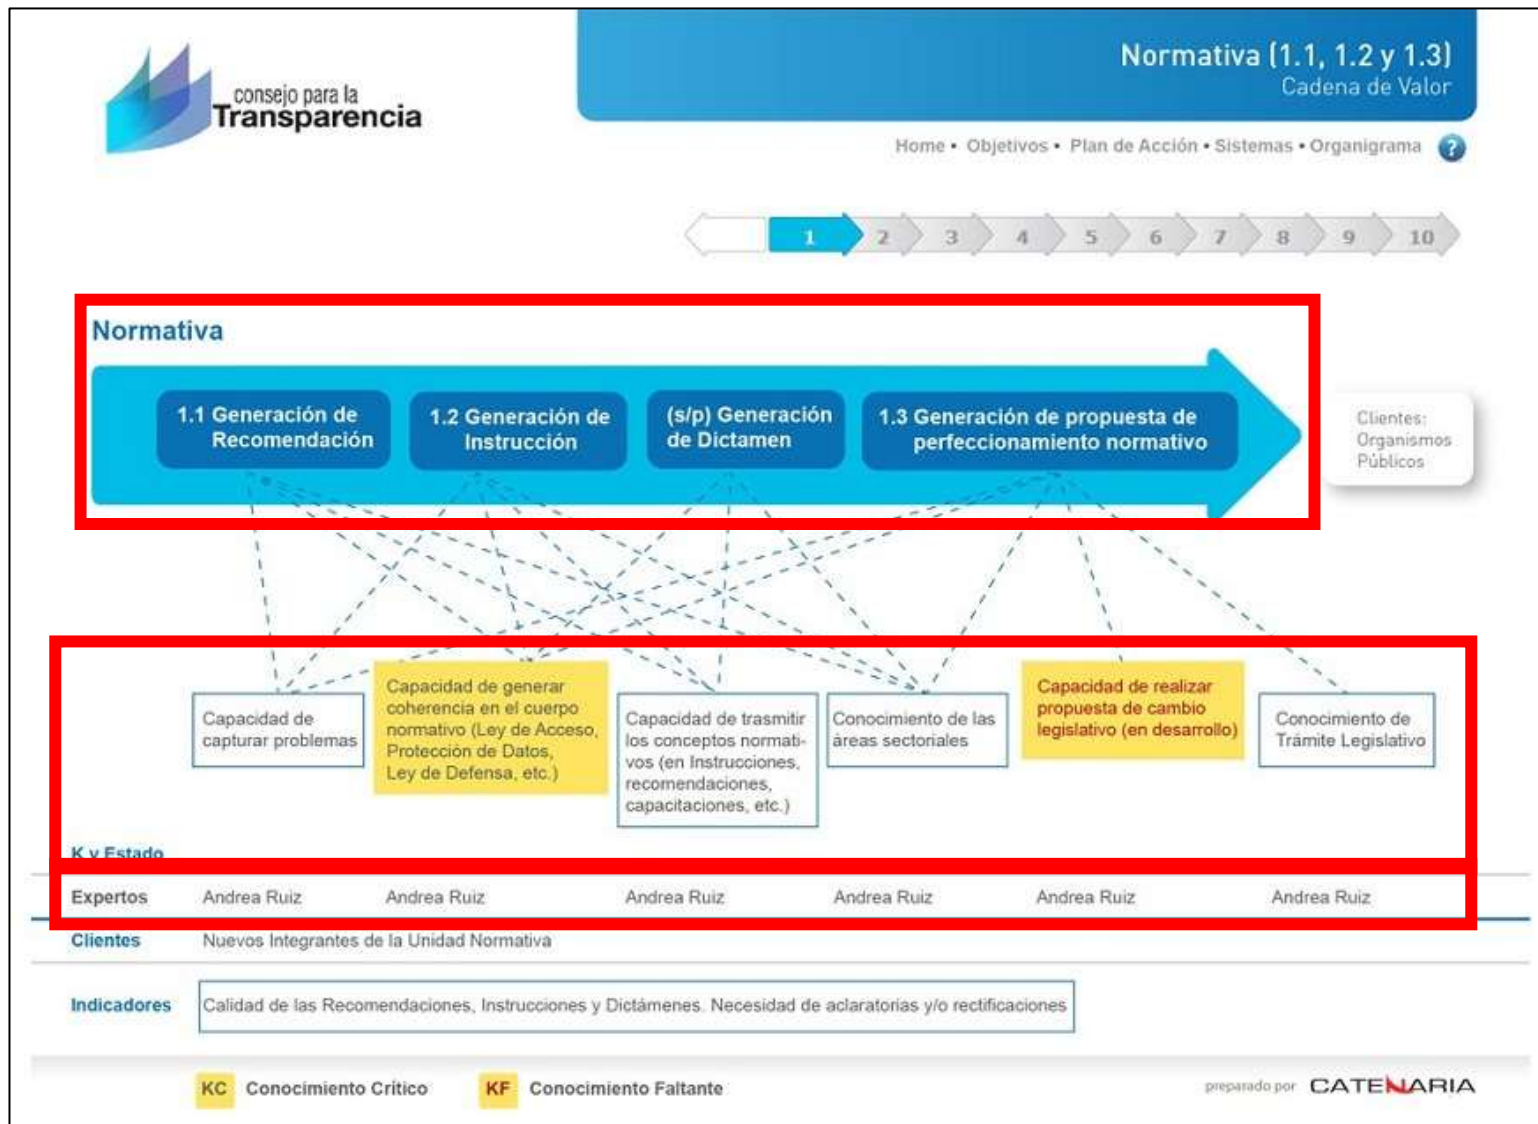 consejo para la
Transparencia
Normativa (1.1, 1.2 y 1.3)
Cadena de Valor
Home • Objetivos • Plan de Acción • Sistemas • Organigrama ?
1 2 3 4 5 6 7 8 9 10
Normativa
1.1 Generación de
Recomendación
1.2 Generación de
Instrucción
(s/p) Generación
de Dictamen
1.3 Generación de propuesta de
perfeccionamiento normativo
Clientes:
Organismos
Públicos
Capacidad de
capturar problemas
Capacidad de generar
coherencia en el cuerpo
normativo (Ley de Acceso,
Protección de Datos,
Ley de Defensa, etc.)
Capacidad de trasmitir
los conceptos normati-
vos (en Instrucciones,
recomendaciones,
capacitaciones, etc.)
Conocimiento de las
áreas sectoriales
Capacidad de realizar
propuesta de cambio
legislativo (en desarrollo)
Conocimiento de
Trámite Legislativo
K y Estado
Expertos Andrea Ruiz Andrea Ruiz Andrea Ruiz Andrea Ruiz Andrea Ruiz Andrea Ruiz
Clientes Nuevos Integrantes de la Unidad Normativa
Indicadores Calidad de las Recomendaciones, Instrucciones y Dictámenes. Necesidad de aclaratorias y/o rectificaciones
KC Conocimiento Crítico KF Conocimiento Faltante
preparado por CATENARIA